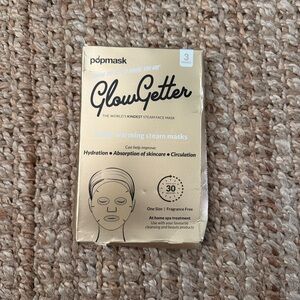 popmask
3
GlowGetter
THE WORLD'S KINDEST STEAM FACE MASK
warming steam masks
Can help improve:
Hydration • Absorption of skincare • Circulation
30
One Size | Fragrance Free
At home spa treatment
Use with your favourite
cleansing and beauty products